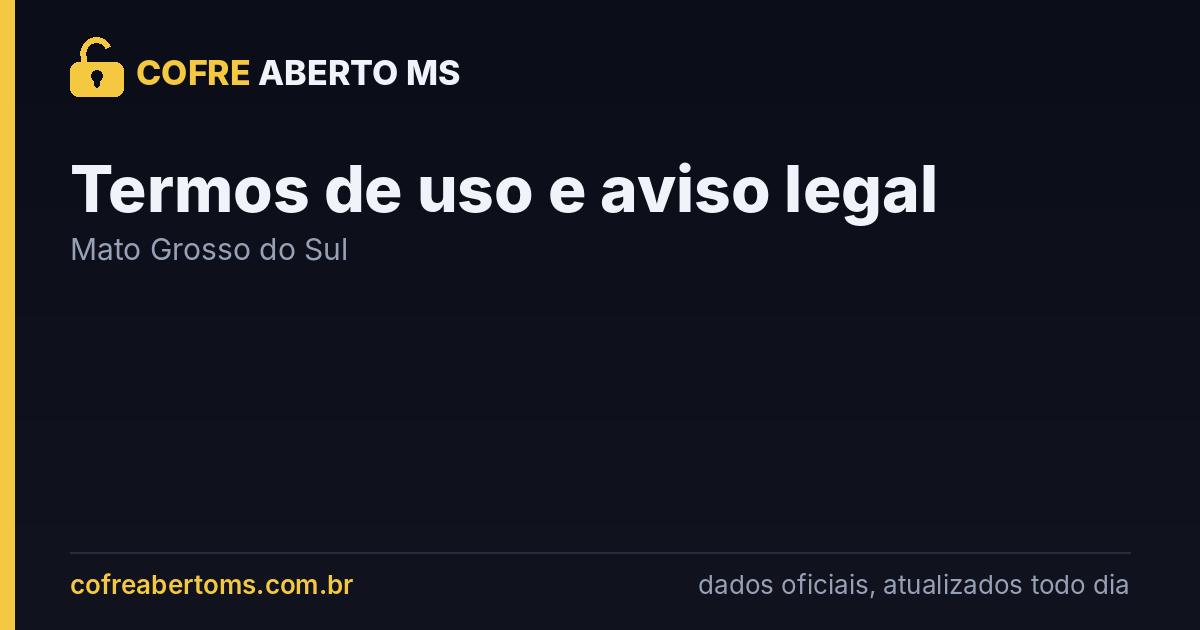 COFRE ABERTO MS
Termos de uso e aviso legal
Mato Grosso do Sul
cofreabertoms.com.br
dados oficiais, atualizados todo dia